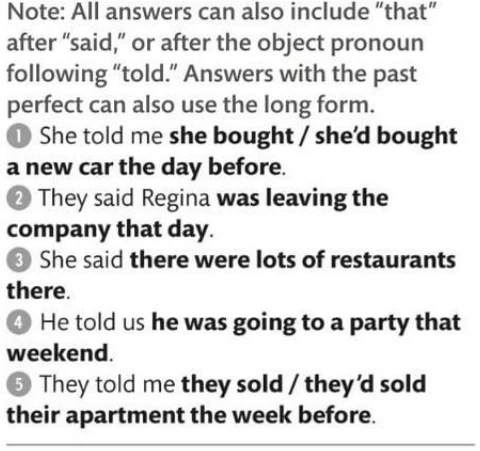 Note: All answers can also include “that”
after “said,” or after the object pronoun
following “told.” Answers with the past
perfect can also use the long form.
1 She told me she bought / she’d bought
a new car the day before.
2 They said Regina was leaving the
company that day.
3 She said there were lots of restaurants
there.
4 He told us he was going to a party that
weekend.
5 They told me they sold / they’d sold
their apartment the week before.